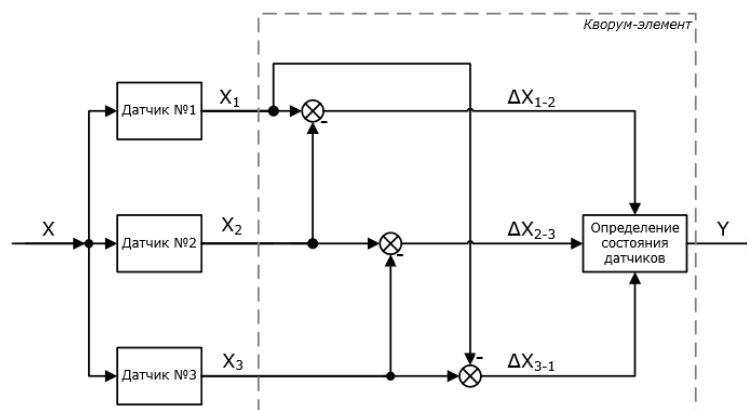 Кворум-элемент
Датчик №1
X1
ΔX1-2
-
X
Датчик №2
X2
ΔX2-3
-
Определение
состояния
датчиков
Y
Датчик №3
X3
ΔX3-1
-